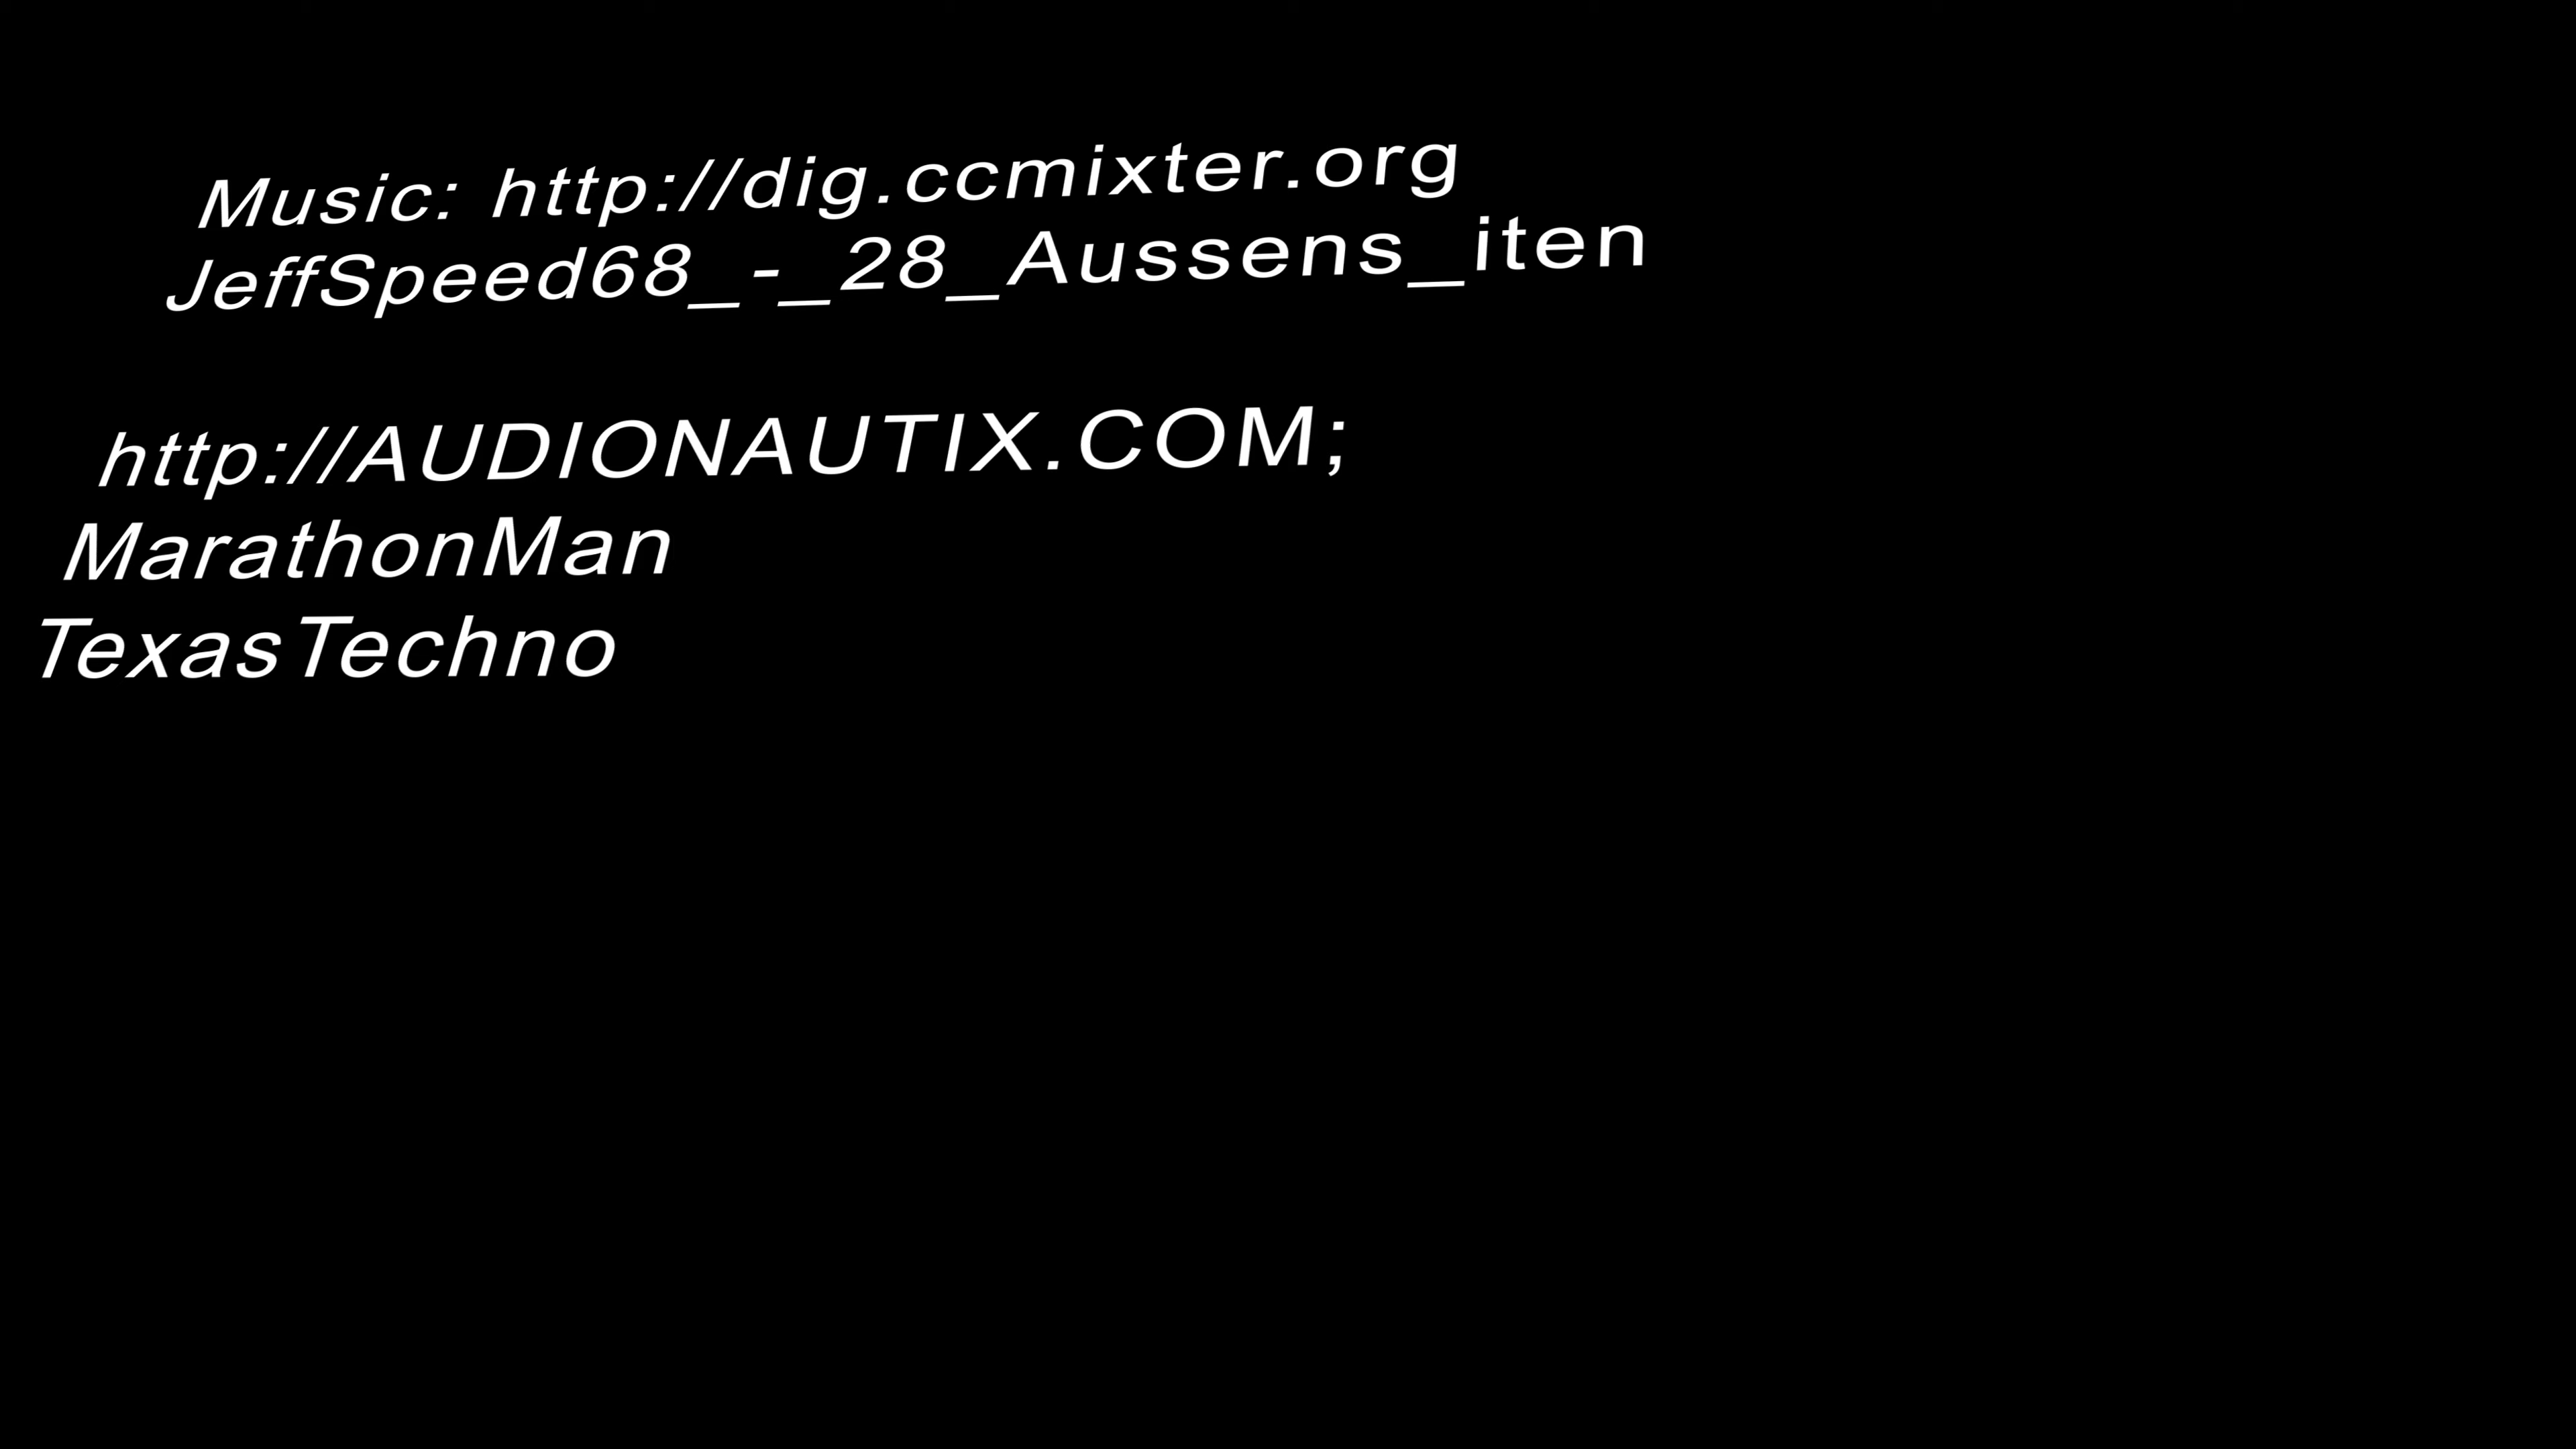 Music: http://dig.ccmixter.org
JeffSpeed68_-_28_Aussens_iten
http://AUDIONAUTIX.COM;
MarathonMan
TexasTechno